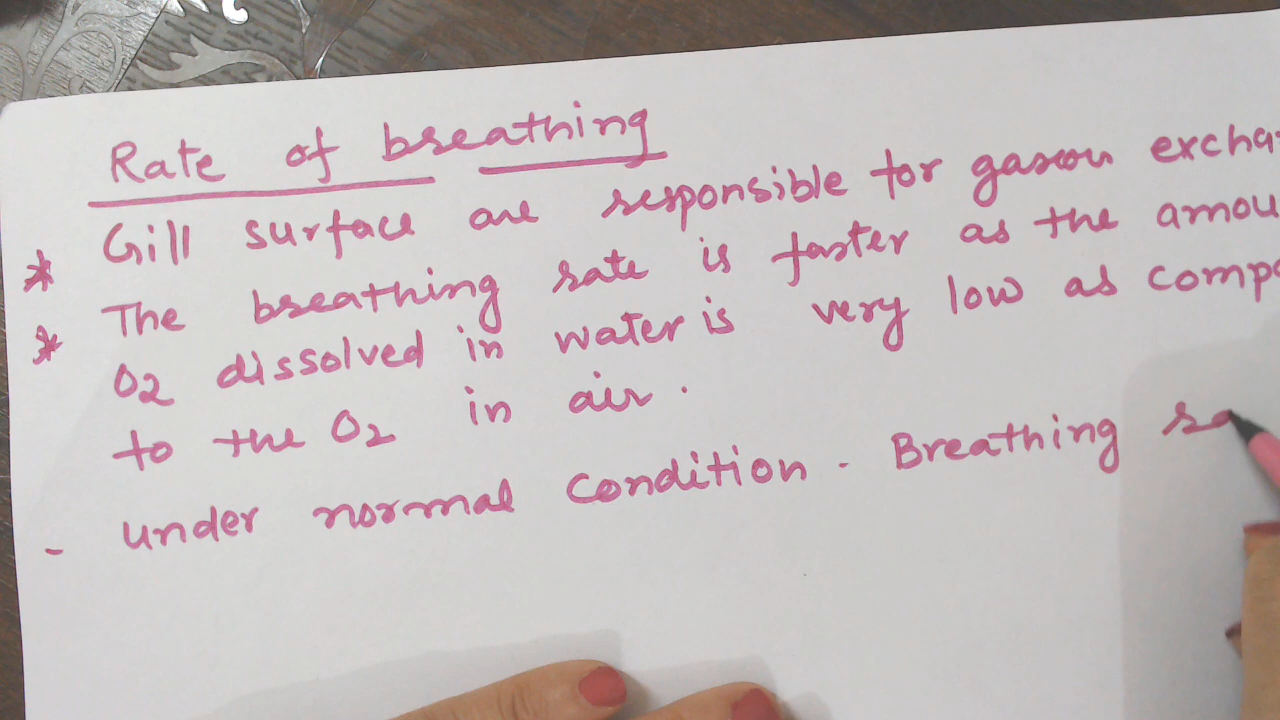 Rate of breathing
* Gill surface are responsible for gaseou excha
* The breathing rate is faster as the amou
O2 dissolved in water is very low as comp
to the O2 in air.
- under normal condition. Breathing